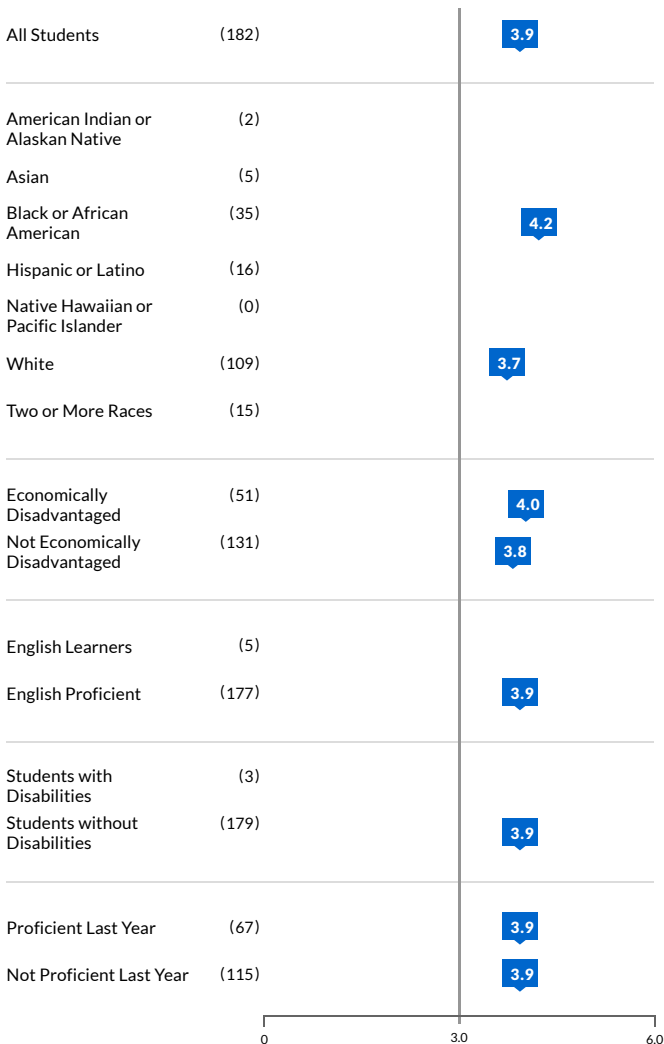 All Students (182) 3.9
American Indian or (2)
Alaskan Native
Asian (5)
Black or African (35) 4.2
American
Hispanic or Latino (16)
Native Hawaiian or (0)
Pacific Islander
White (109) 3.7
Two or More Races (15)
Economically (51) 4.0
Disadvantaged
Not Economically (131) 3.8
Disadvantaged
English Learners (5)
English Proficient (177) 3.9
Students with (3)
Disabilities
Students without (179) 3.9
Disabilities
Proficient Last Year (67) 3.9
Not Proficient Last Year (115) 3.9
0 3.0 6.0